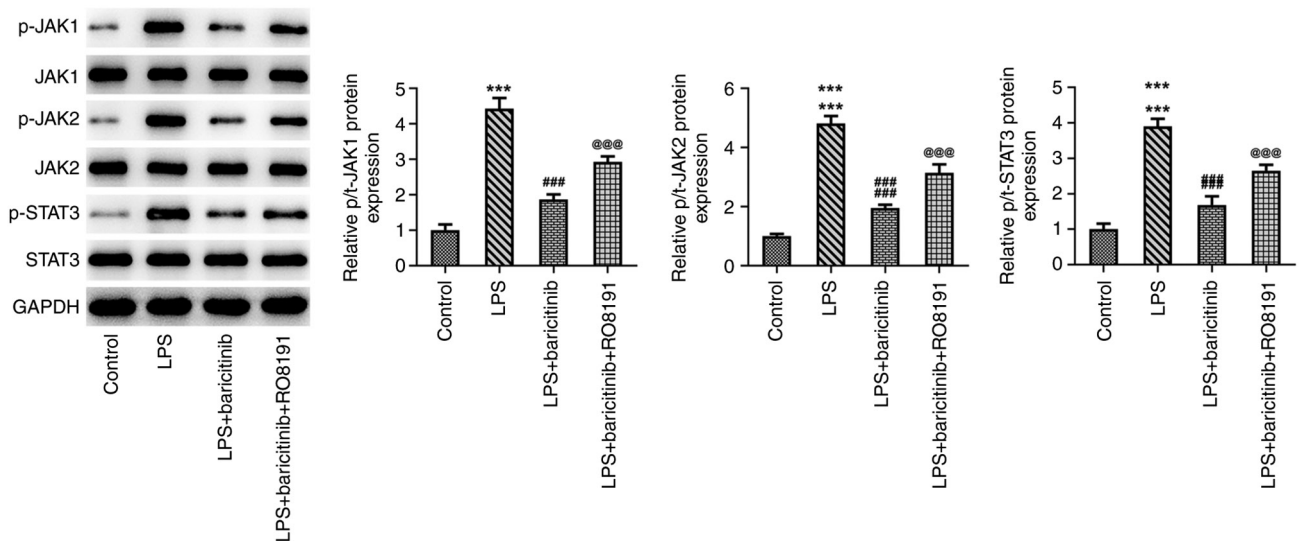 p-JAK1
JAK1
p-JAK2
JAK2
p-STAT3
STAT3
GAPDH
Control
LPS
LPS+baricitinib
LPS+baricitinib+RO8191
Relative p/t-JAK1 protein
expression
5
4
3
2
1
0
***
###
@@@
Control
LPS
LPS+baricitinib
LPS+baricitinib+RO8191
Relative p/t-JAK2 protein
expression
6
4
2
0
***
***
###
###
@@@
Control
LPS
LPS+baricitinib
LPS+baricitinib+RO8191
Relative p/t-STAT3 protein
expression
5
4
3
2
1
0
***
***
###
###
@@@
Control
LPS
LPS+baricitinib
LPS+baricitinib+RO8191